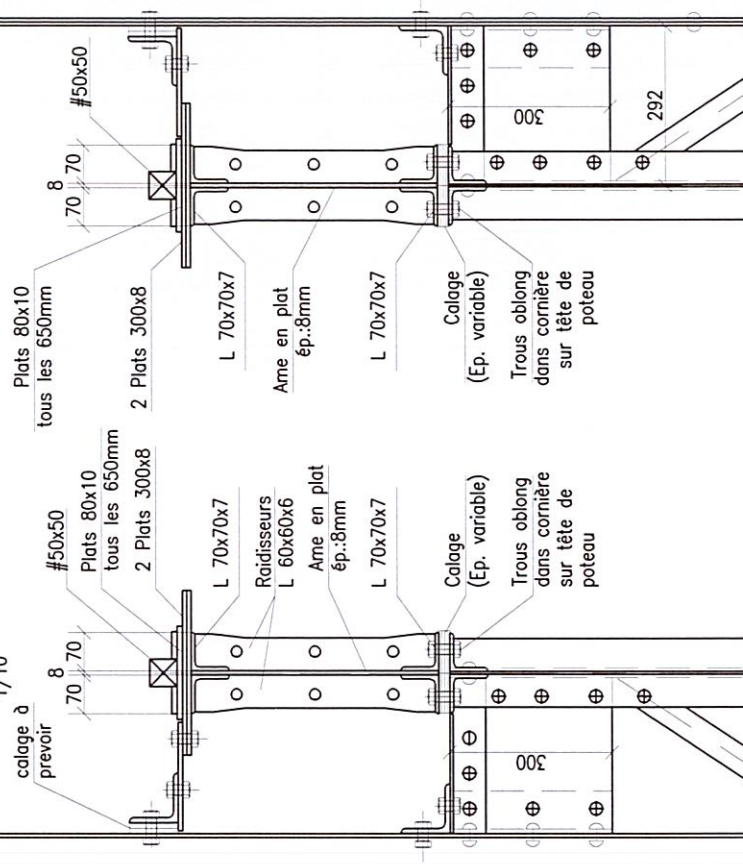 1/10
calage à
prevoir
70 8 70
#50x50
Plats 80x10
tous les 650mm
2 Plats 300x8
L 70x70x7
Raidisseurs
L 60x60x6
Ame en plat
ép.:8mm
L 70x70x7
Calage
(Ep. variable)
Trous oblong
dans cornière
sur tête de
poteau
300
Plats 80x10
tous les 650mm
2 Plats 300x8
L 70x70x7
Ame en plat
ép.:8mm
L 70x70x7
Calage
(Ep. variable)
Trous oblong
dans cornière
sur tête de
poteau
70 8 70
#50x50
300
292